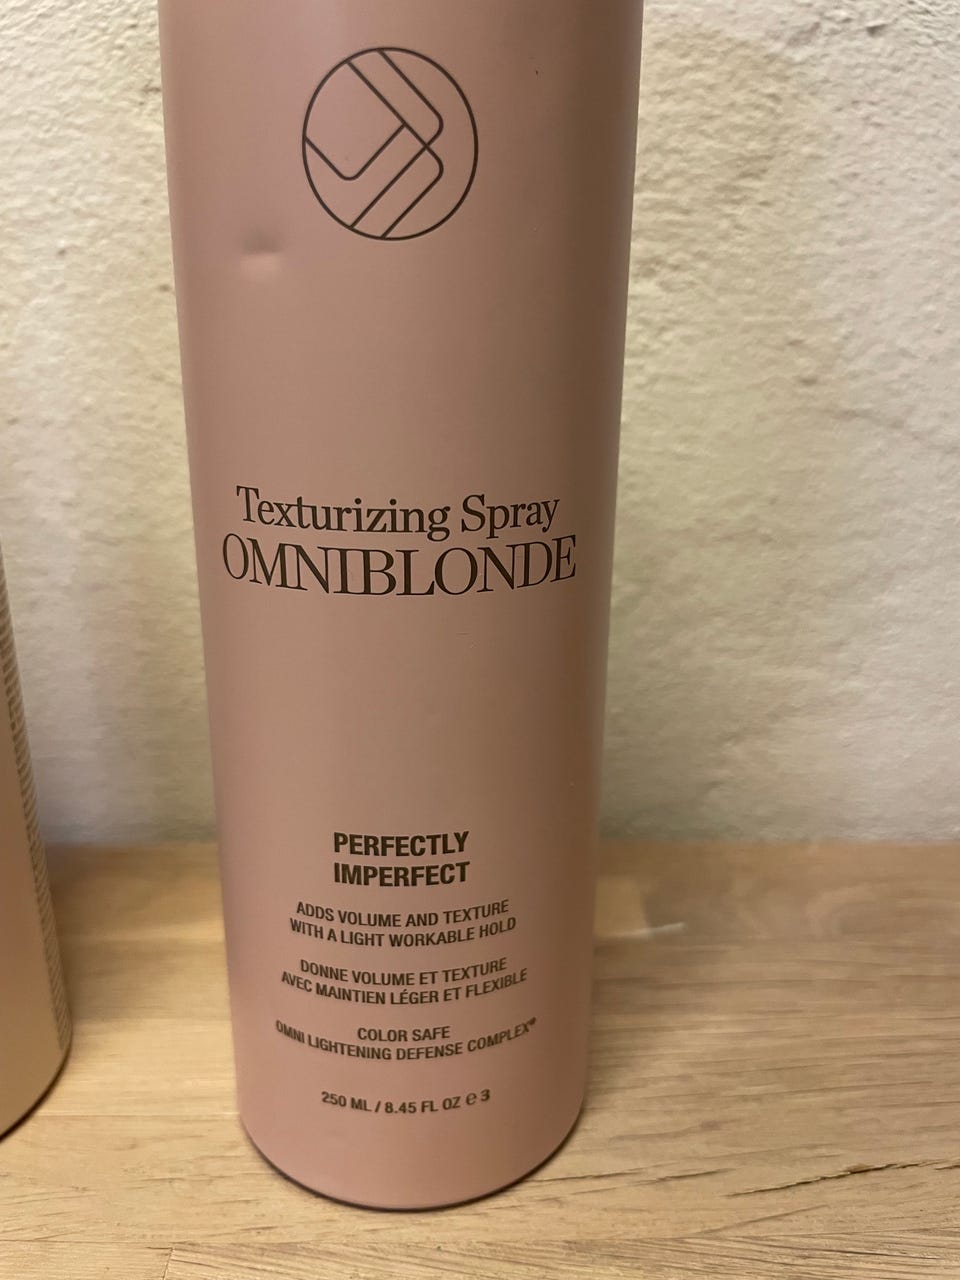 Texturizing Spray
OMNIBLONDE
PERFECTLY
IMPERFECT
ADDS VOLUME AND TEXTURE
WITH A LIGHT WORKABLE HOLD
DONNE VOLUME ET TEXTURE
AVEC MAINTIEN LÉGER ET FLEXIBLE
COLOR SAFE
OMNI LIGHTENING DEFENSE COMPLEX®
250 ML / 8.45 FL OZ ℮ 3